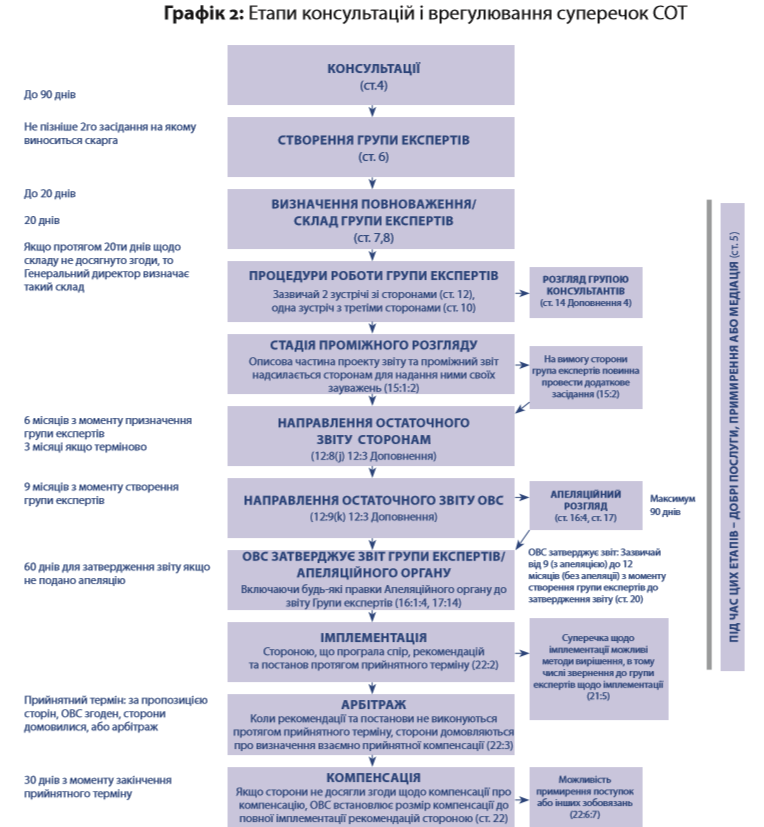 Графік 2: Етапи консультацій і врегулювання суперечок СОТ
КОНСУЛЬТАЦІЇ
(ст.4)
До 90 днів
Не пізніше 2го засідання на якому
виноситься скарга
СТВОРЕННЯ ГРУПИ ЕКСПЕРТІВ
(ст. 6)
До 20 днів
20 днів
Якщо протягом 20ти днів щодо
складу не досягнуто згоди, то
Генеральний директор визначає
такий склад
ВИЗНАЧЕННЯ ПОВНОВАЖЕННЯ/
СКЛАД ГРУПИ ЕКСПЕРТІВ
(ст. 7,8)
ПРОЦЕДУРИ РОБОТИ ГРУПИ ЕКСПЕРТІВ
Зазвичай 2 зустрічі зі сторонами (ст. 12),
одна зустріч з третіми сторонами (ст. 10)
РОЗГЛЯД ГРУПОЮ
КОНСУЛЬТАНТІВ
(ст. 14 Доповнення 4)
СТАДІЯ ПРОМІЖНОГО РОЗГЛЯДУ
Описова частина проекту звіту та проміжний звіт
надсилається сторонам для надання ними своїх
зауважень (15:1:2)
На вимогу сторони
група експертів повинна
провести додаткове
засідання (15:2)
6 місяців з моменту призначення
групи експертів
3 місяці якщо терміново
НАПРАВЛЕННЯ ОСТАТОЧНОГО
ЗВІТУ СТОРОНАМ
(12:8(j) 12:3 Доповнення)
9 місяців з моменту створення
групи експертів
НАПРАВЛЕННЯ ОСТАТОЧНОГО ЗВІТУ ОВС
(12:9(k) 12:3 Доповнення)
АПЕЛЯЦІЙНИЙ
РОЗГЛЯД
(ст. 16:4, ст. 17)
Максимум
90 днів
60 днів для затвердження звіту якщо
не подано апеляцію
ОВС ЗАТВЕРДЖУЄ ЗВІТ ГРУПИ ЕКСПЕРТІВ/
АПЕЛЯЦІЙНОГО ОРГАНУ
Включаючи будь-які правки Апеляційного органу до
звіту Групи експертів (16:1:4, 17:14)
ОВС затверджує звіт: Зазвичай
від 9 (з апеляцією) до 12
місяців (без апеляції) з моменту
створення групи експертів до
затвердження звіту (ст. 20)
ІМПЛЕМЕНТАЦІЯ
Стороною, що програла спір, рекомендацій
та постанов протягом прийнятного терміну (22:2)
Суперечка щодо
імплементації можливі
методи вирішення, в тому
числі звернення до групи
експертів щодо імплементації
(21:5)
Прийнятний термін: за пропозицією
сторін, ОВС згоден, сторони
домовилися, або арбітраж
АРБІТРАЖ
Коли рекомендації та постанови не виконуються
протягом прийнятного терміну, сторони домовляються
про визначення взаємно прийнятної компенсації (22:3)
30 днів з моменту закінчення
прийнятного терміну
КОМПЕНСАЦІЯ
Якщо сторони не досягли згоди щодо компенсації про
компенсацію, ОВС встановлює розмір компенсації до
повної імплементації рекомендацій стороною (ст. 22)
Можливість
примирення поступок
або інших зобовязань
(22:6:7)
ПІД ЧАС ЦИХ ЕТАПІВ – ДОБРІ ПОСЛУГИ, ПРИМИРЕННЯ АБО МЕДІАЦІЯ (ст. 5)